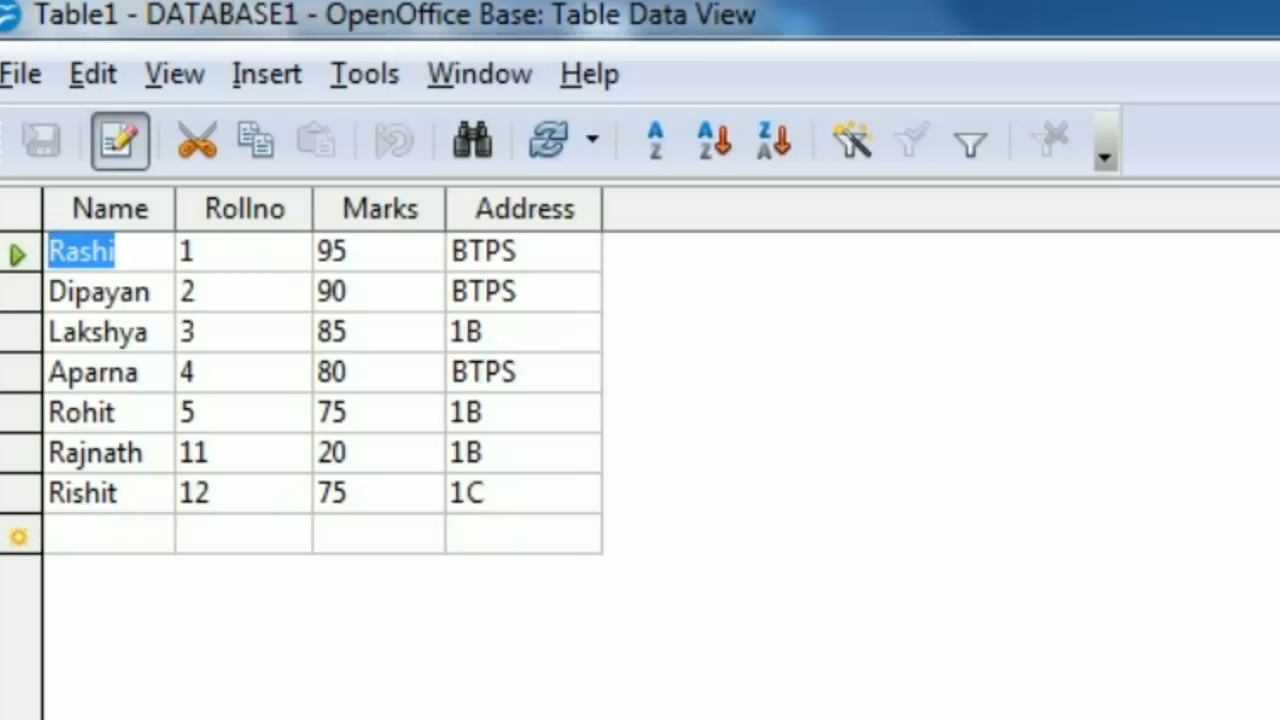 Table1 - DATABASE1 - OpenOffice Base: Table Data View
File Edit View Insert Tools Window Help
Name Rollno Marks Address
Rashi 1 95 BTPS
Dipayan 2 90 BTPS
Lakshya 3 85 1B
Aparna 4 80 BTPS
Rohit 5 75 1B
Rajnath 11 20 1B
Rishit 12 75 1C